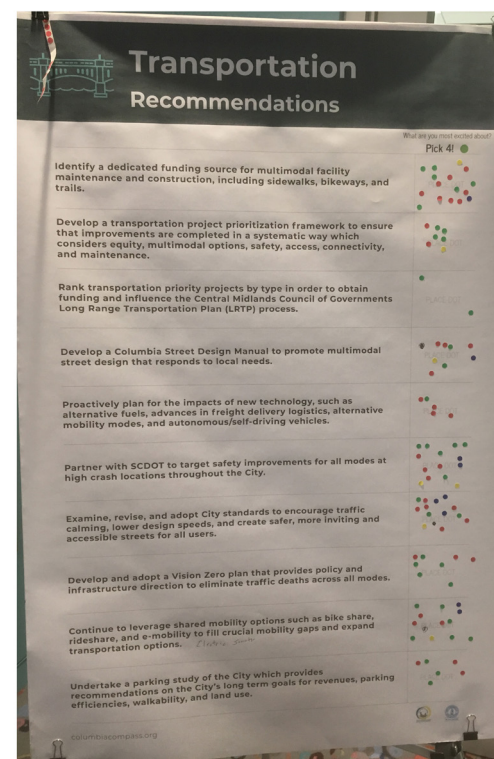 Transportation
Recommendations
What are you most excited about?
Pick 4!
Identify a dedicated funding source for multimodal facility
maintenance and construction, including sidewalks, bikeways, and
trails.
Develop a transportation project prioritization framework to ensure
that improvements are completed in a systematic way which
considers equity, multimodal options, safety, access, connectivity,
and maintenance.
Rank transportation priority projects by type in order to obtain
funding and influence the Central Midlands Council of Governments
Long Range Transportation Plan (LRTP) process.
Develop a Columbia Street Design Manual to promote multimodal
street design that responds to local needs.
Proactively plan for the impacts of new technology, such as
alternative fuels, advances in freight delivery logistics, alternative
mobility modes, and autonomous/self-driving vehicles.
Partner with SCDOT to target safety improvements for all modes at
high crash locations throughout the City.
Examine, revise, and adopt City standards to encourage traffic
calming, lower design speeds, and create safer, more inviting and
accessible streets for all users.
Develop and adopt a Vision Zero plan that provides policy and
infrastructure direction to eliminate traffic deaths across all modes.
Continue to leverage shared mobility options such as bike share,
rideshare, and e-mobility to fill crucial mobility gaps and expand
transportation options.
Undertake a parking study of the City which provides
recommendations on the City's long term goals for revenues, parking
efficiencies, walkability, and land use.
columbiacompass.org